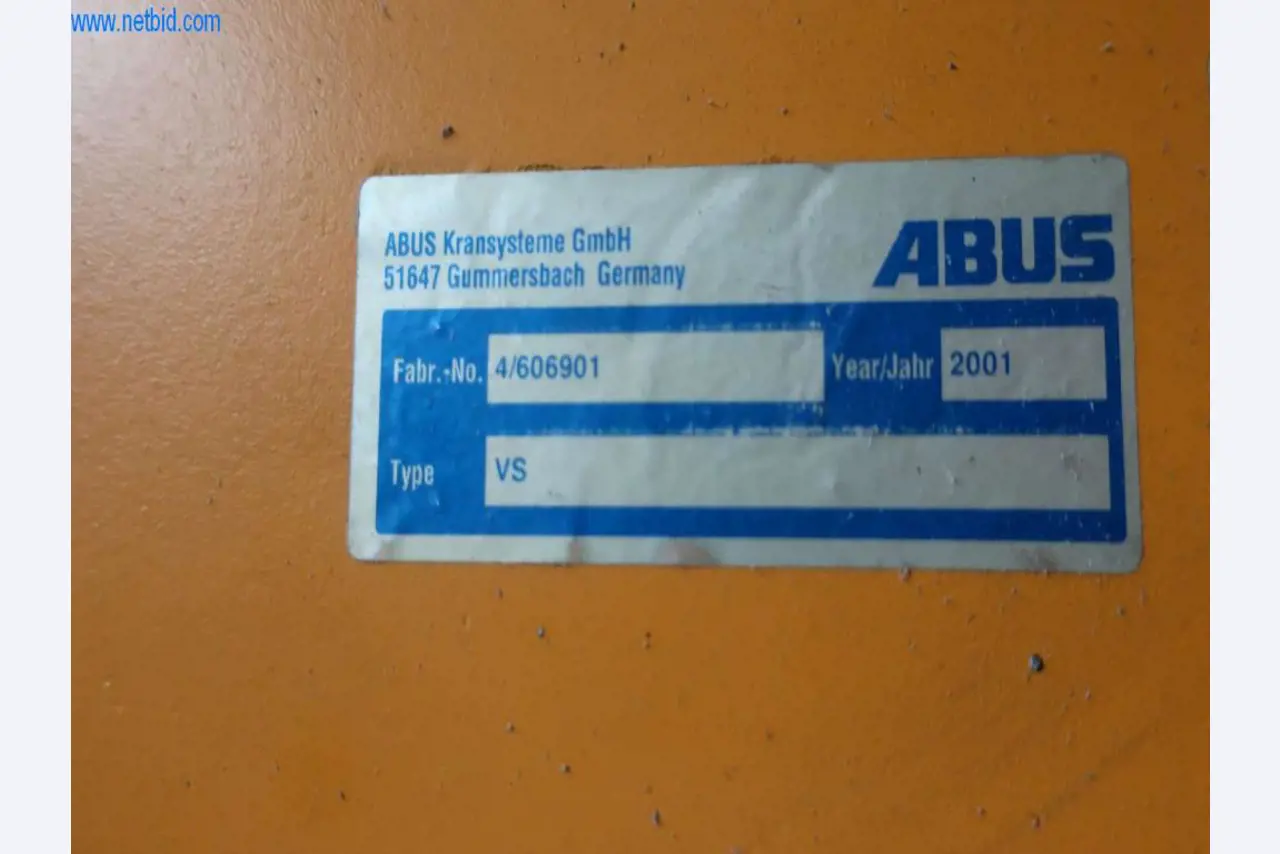 www.netbid.com
ABUS Kransysteme GmbH
51647 Gummersbach Germany
ABUS
Fabr.-No. 4/606901 Year/Jahr 2001
Type VS